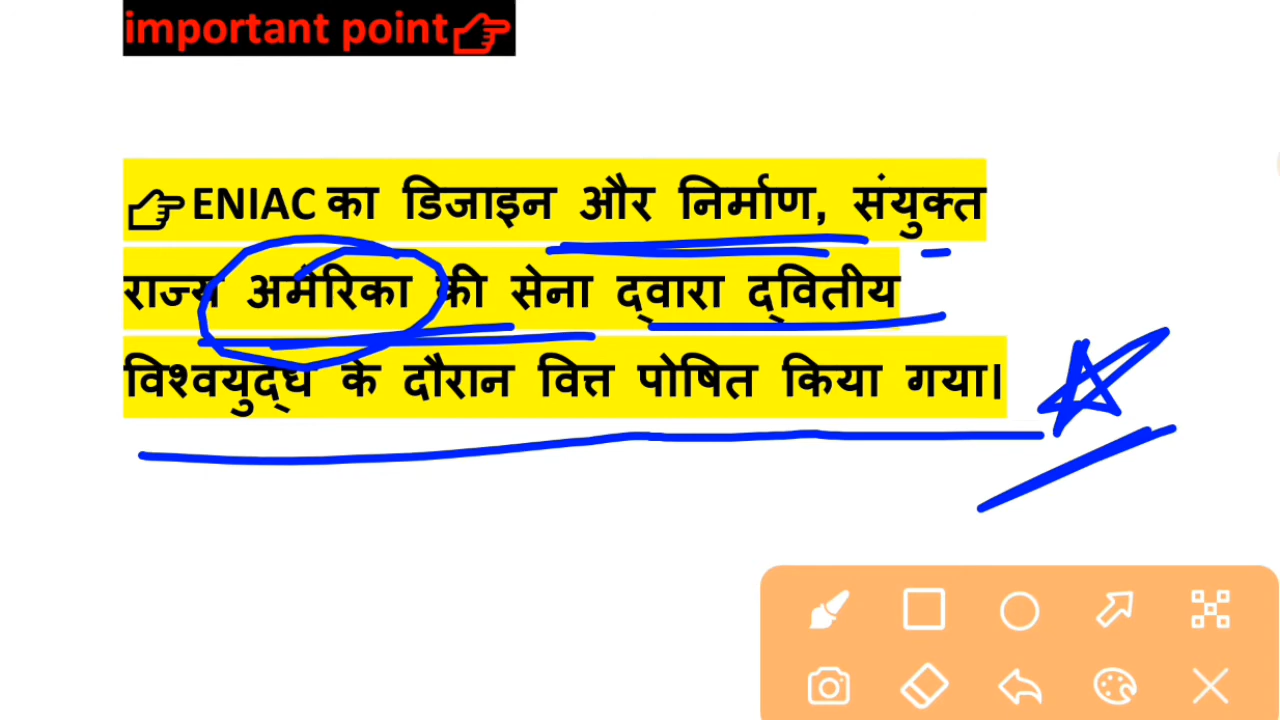 important point
ENIAC का डिजाइन और निर्माण, संयुक्त
राज्य अमेरिका की सेना द्वारा द्वितीय
विश्वयुद्ध के दौरान वित्त पोषित किया गया।